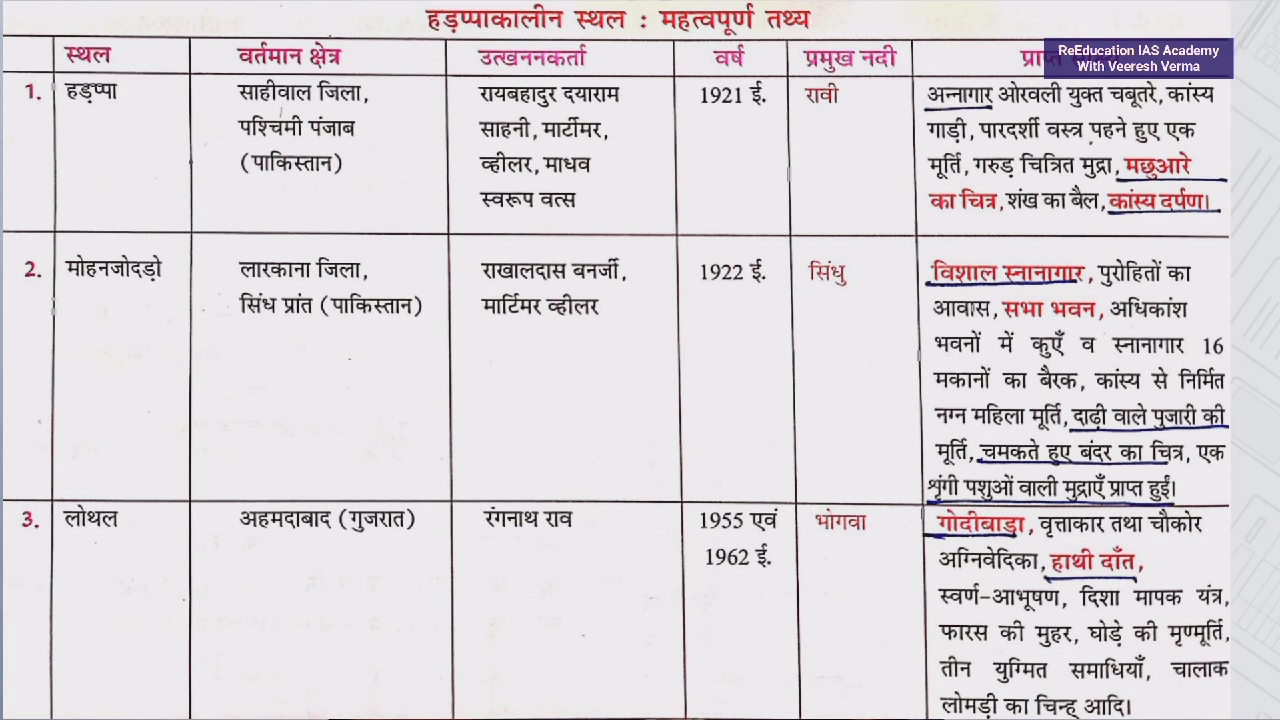 हड़प्पाकालीन स्थल : महत्वपूर्ण तथ्य
स्थल वर्तमान क्षेत्र उत्खननकर्ता वर्ष प्रमुख नदी
ReEducation IAS Academy
With Veeresh Verma
1. हड़प्पा साहीवाल जिला, रायबहादुर दयाराम 1921 ई. रावी अन्नागार ओरवली युक्त चबूतरे, कांस्य
पश्चिमी पंजाब साहनी, मार्टीमर, गाड़ी, पारदर्शी वस्त्र पहने हुए एक
(पाकिस्तान) व्हीलर, माधव मूर्ति, गरुड़ चित्रित मुद्रा, मछुआरे
स्वरूप वत्स का चित्र, शंख का बैल, कांस्य दर्पण।
2. मोहनजोदड़ो लारकाना जिला, राखालदास बनर्जी, 1922 ई. सिंधु विशाल स्नानागार, पुरोहितों का
सिंध प्रांत (पाकिस्तान) मार्टिमर व्हीलर आवास, सभा भवन, अधिकांश
भवनों में कुएँ व स्नानागार 16
मकानों का बैरक, कांस्य से निर्मित
नग्न महिला मूर्ति, दाढ़ी वाले पुजारी की
मूर्ति, चमकते हुए बंदर का चित्र, एक
शृंगी पशुओं वाली मुद्राएँ प्राप्त हुईं।
3. लोथल अहमदाबाद (गुजरात) रंगनाथ राव 1955 एवं भोगवा गोदीबाड़ा, वृत्ताकार तथा चौकोर
1962 ई. अग्निवेदिका, हाथी दाँत,
स्वर्ण-आभूषण, दिशा मापक यंत्र,
फारस की मुहर, घोड़े की मृण्मूर्ति,
तीन युग्मित समाधियाँ, चालाक
लोमड़ी का चिन्ह आदि।